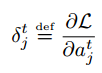 δ_j^t ≝ ∂ℒ/∂a_j^t